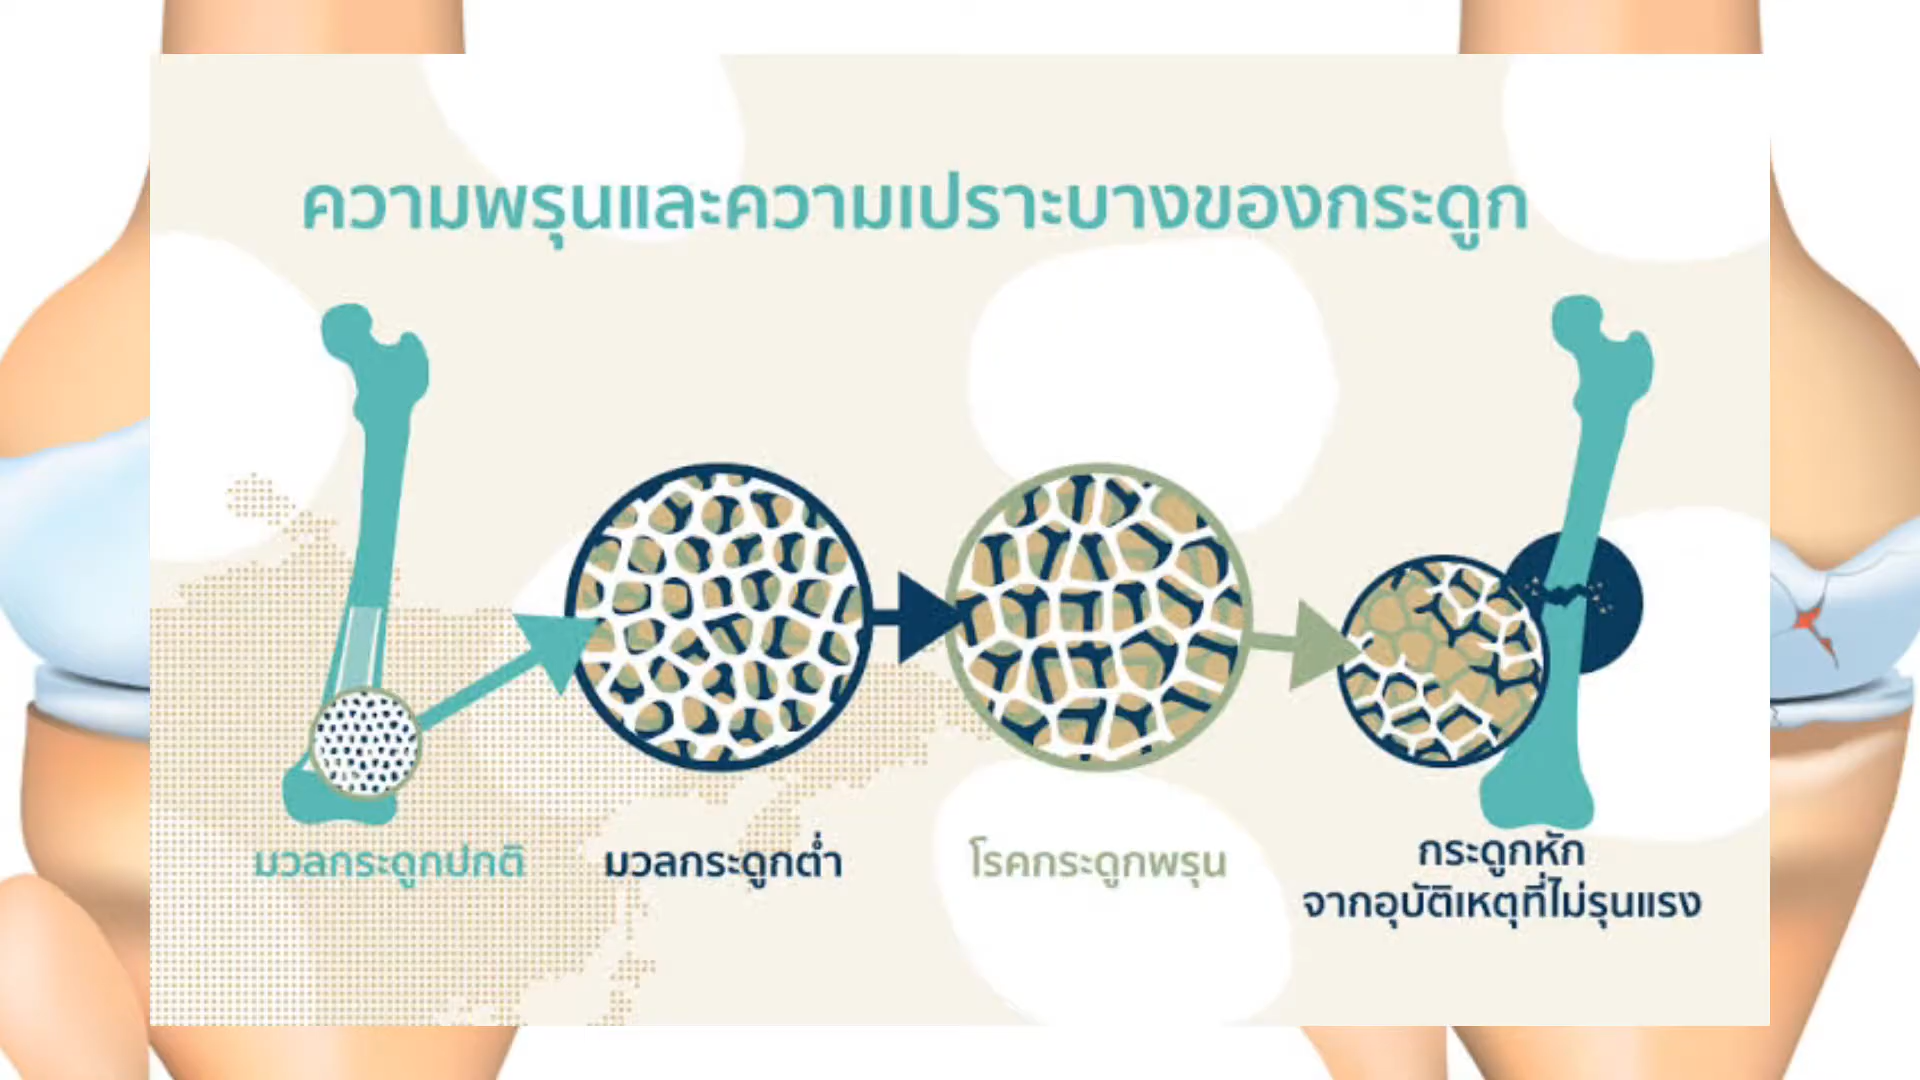 ความพรุนและความเปราะบางของกระดูก
มวลกระดูกปกติ
มวลกระดูกต่ำ
โรคกระดูกพรุน
กระดูกหัก
จากอุบัติเหตุที่ไม่รุนแรง